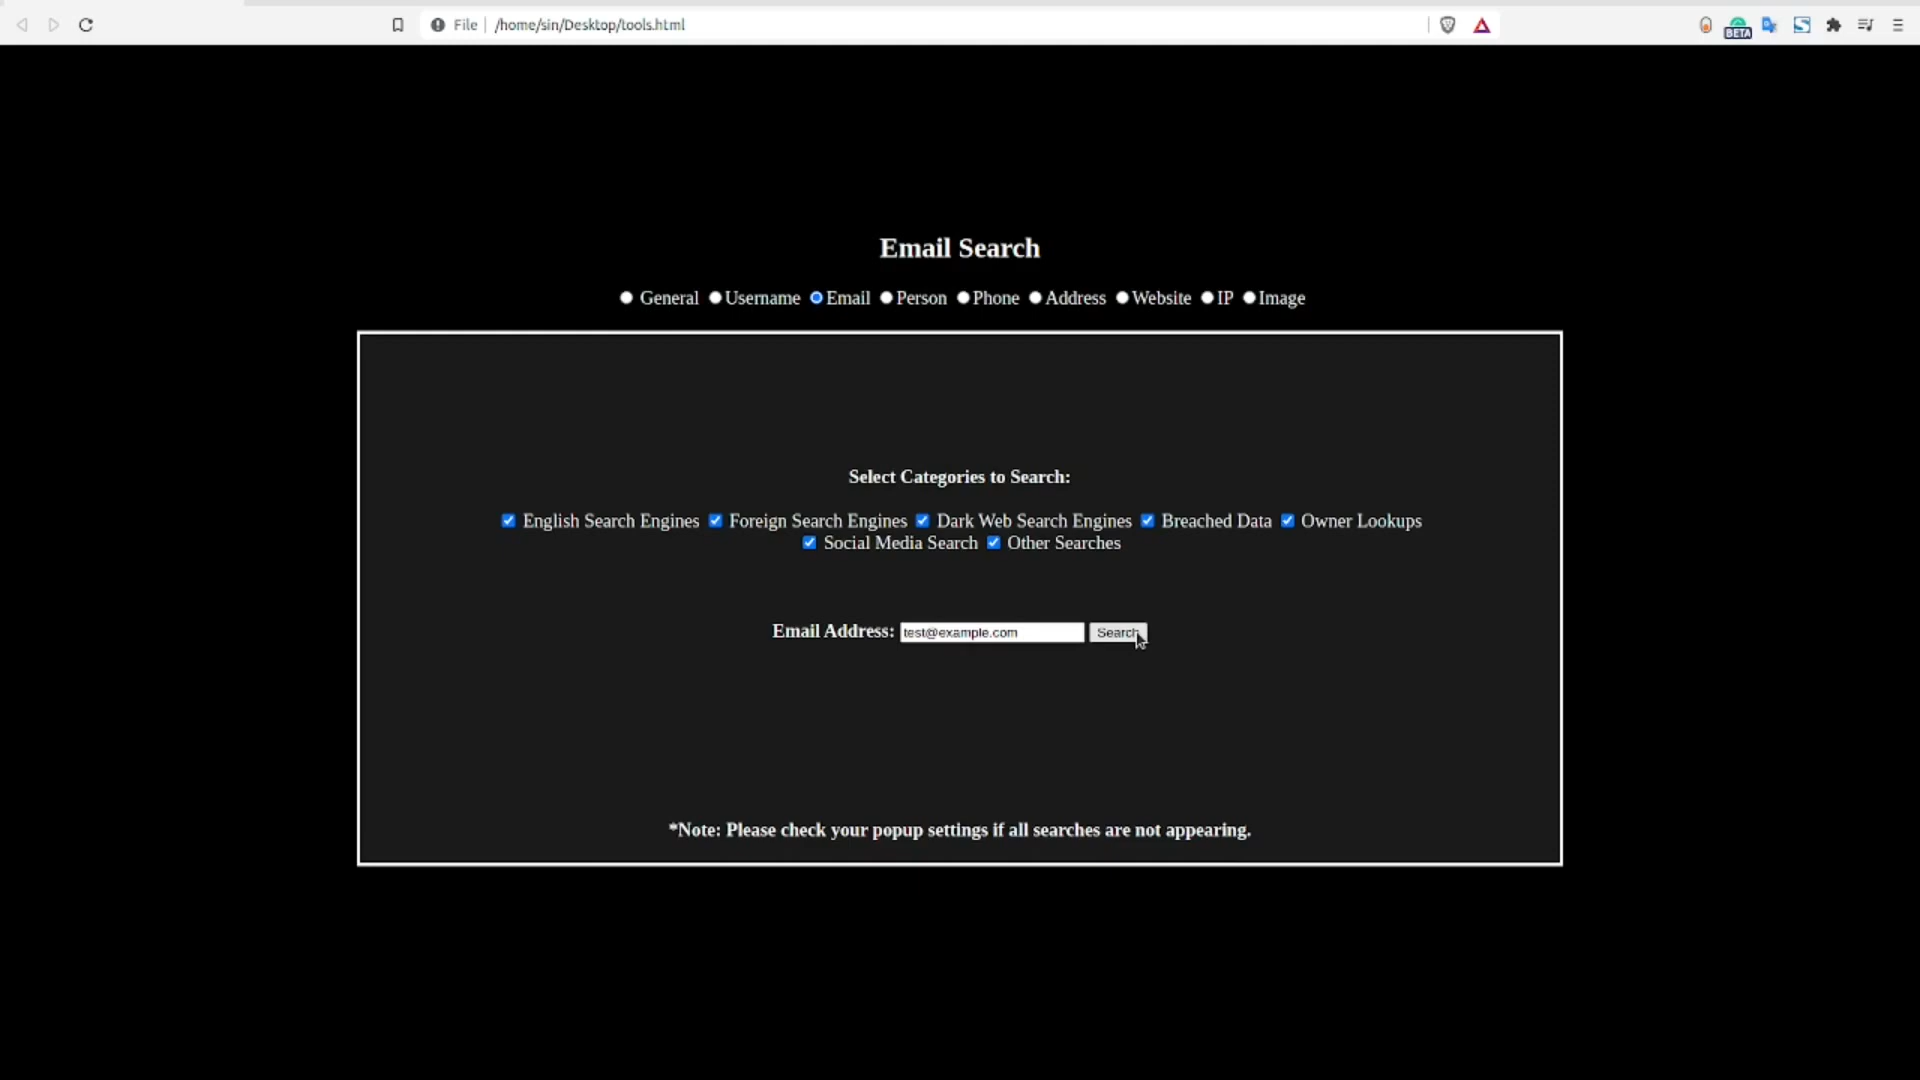 File /home/sin/Desktop/tools.html
BETA
Email Search
General Username Email Person Phone Address Website IP Image
Select Categories to Search:
English Search Engines Foreign Search Engines Dark Web Search Engines Breached Data Owner Lookups
Social Media Search Other Searches
Email Address: test@example.com Search
*Note: Please check your popup settings if all searches are not appearing.